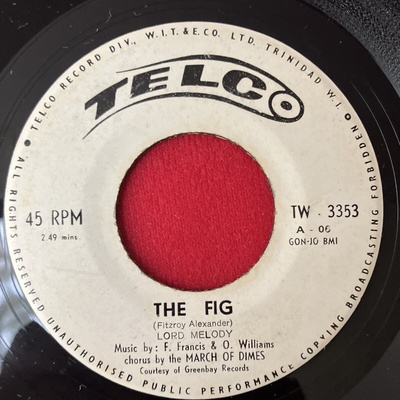 TELCO RECORD DIV., W.I.T. & E.CO. LTD., TRINIDAD W.I.
TELCO
45 RPM
2.49 mins.
TW - 3353
A - 06
GON-JO BMI
THE FIG
(Fitzroy Alexander)
LORD MELODY
Music by: F. Francis & O. Williams
chorus by the MARCH OF DIMES
Courtesy of Greenbay Records
ALL RIGHTS RESERVED UNAUTHORISED PUBLIC PERFORMANCE COPYING BROADCASTING FORBIDDEN